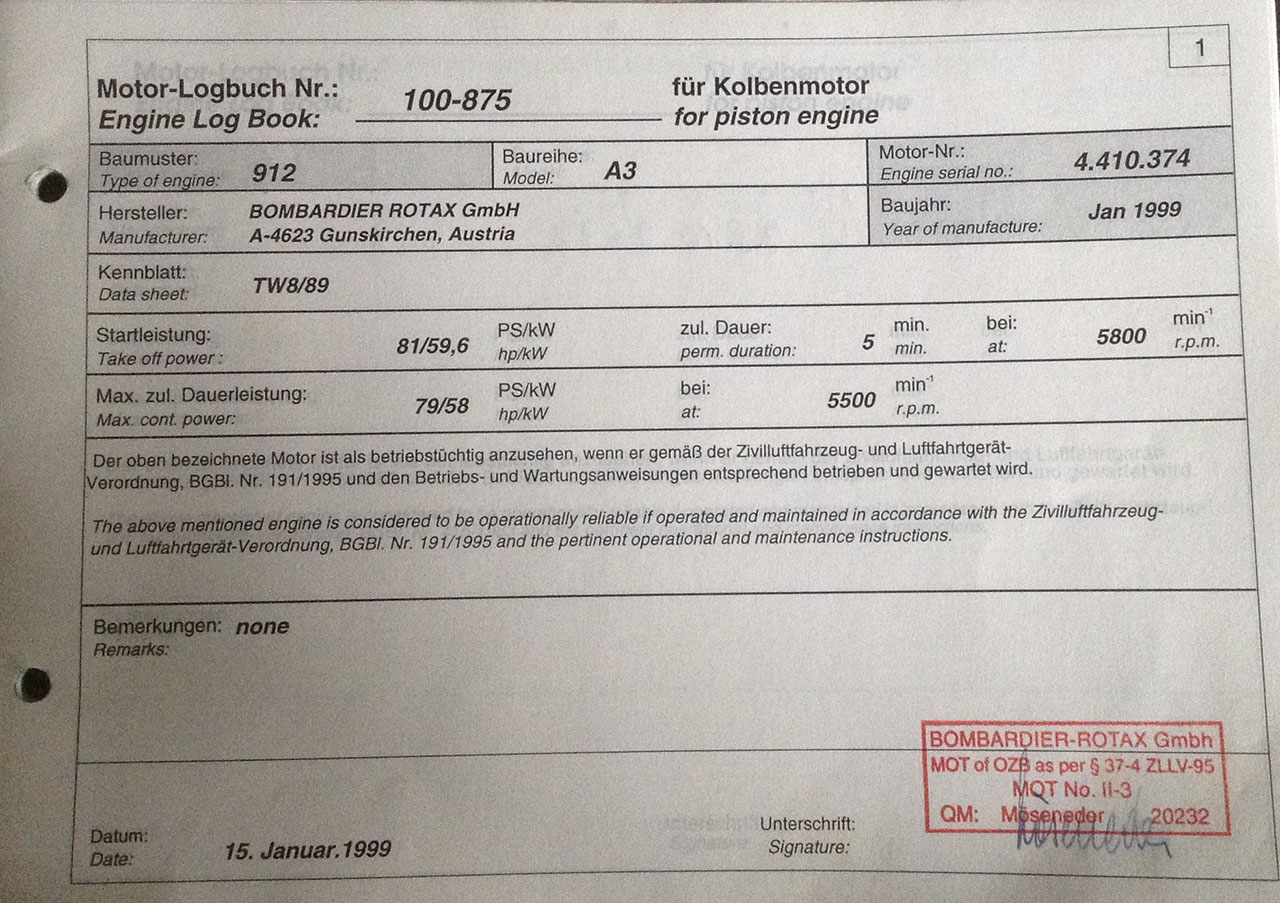 1
Motor-Logbuch Nr.: 100-875 für Kolbenmotor
Engine Log Book: for piston engine
Baumuster: 912 Baureihe: A3 Motor-Nr.: 4.410.374
Type of engine: Model: Engine serial no.:
Hersteller: BOMBARDIER ROTAX GmbH Baujahr: Jan 1999
Manufacturer: A-4623 Gunskirchen, Austria Year of manufacture:
Kennblatt: TW8/89
Data sheet:
Startleistung: 81/59,6 PS/kW zul. Dauer: 5 min. bei: 5800 min⁻¹
Take off power : hp/kW perm. duration: min. at: r.p.m.
Max. zul. Dauerleistung: 79/58 PS/kW bei: 5500 min⁻¹
Max. cont. power: hp/kW at: r.p.m.
Der oben bezeichnete Motor ist als betriebstüchtig anzusehen, wenn er gemäß der Zivilluftfahrzeug- und Luftfahrtgerät-
Verordnung, BGBl. Nr. 191/1995 und den Betriebs- und Wartungsanweisungen entsprechend betrieben und gewartet wird.
The above mentioned engine is considered to be operationally reliable if operated and maintained in accordance with the Zivilluftfahrzeug-
und Luftfahrtgerät-Verordnung, BGBl. Nr. 191/1995 and the pertinent operational and maintenance instructions.
Bemerkungen: none
Remarks:
BOMBARDIER-ROTAX Gmbh
MOT of OZB as per § 37-4 ZLLV-95
MOT No. II-3
QM: Möseneder 20232
Datum: 15. Januar.1999 Unterschrift:
Date: Signature: